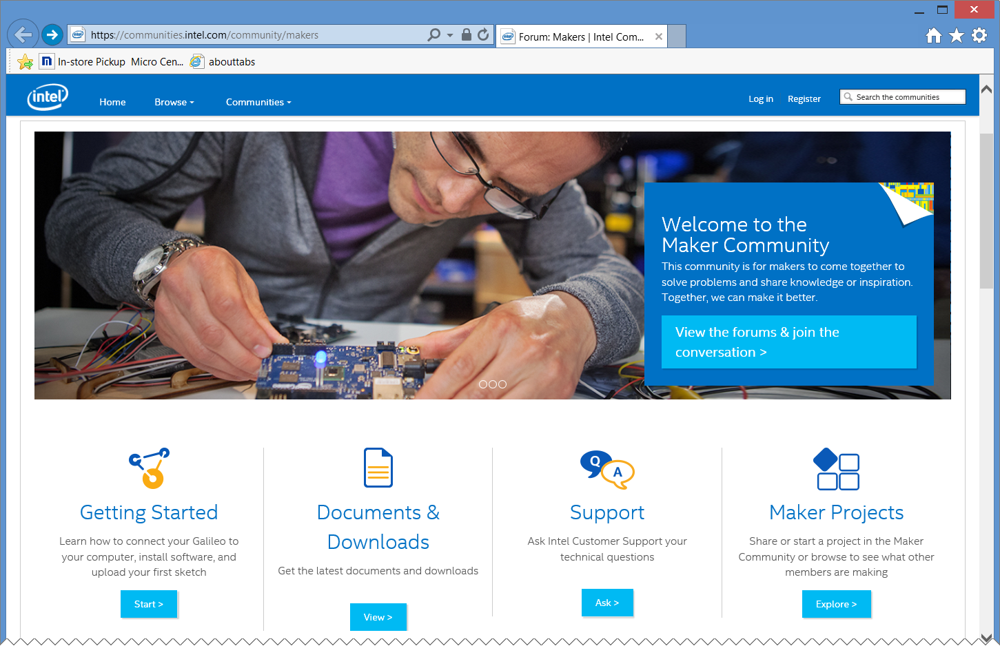 https://communities.intel.com/community/makers
Forum: Makers | Intel Com...
In-store Pickup Micro Cen...
abouttabs
intel
Home
Browse
Communities
Log in
Register
Search the communities
Welcome to the
Maker Community
This community is for makers to come together to
solve problems and share knowledge or inspiration.
Together, we can make it better.
View the forums & join the
conversation >
Getting Started
Learn how to connect your Galileo to
your computer, install software, and
upload your first sketch
Start >
Documents &
Downloads
Get the latest documents and downloads
View >
Q
A
Support
Ask Intel Customer Support your
technical questions
Ask >
Maker Projects
Share or start a project in the Maker
Community or browse to see what other
members are making
Explore >